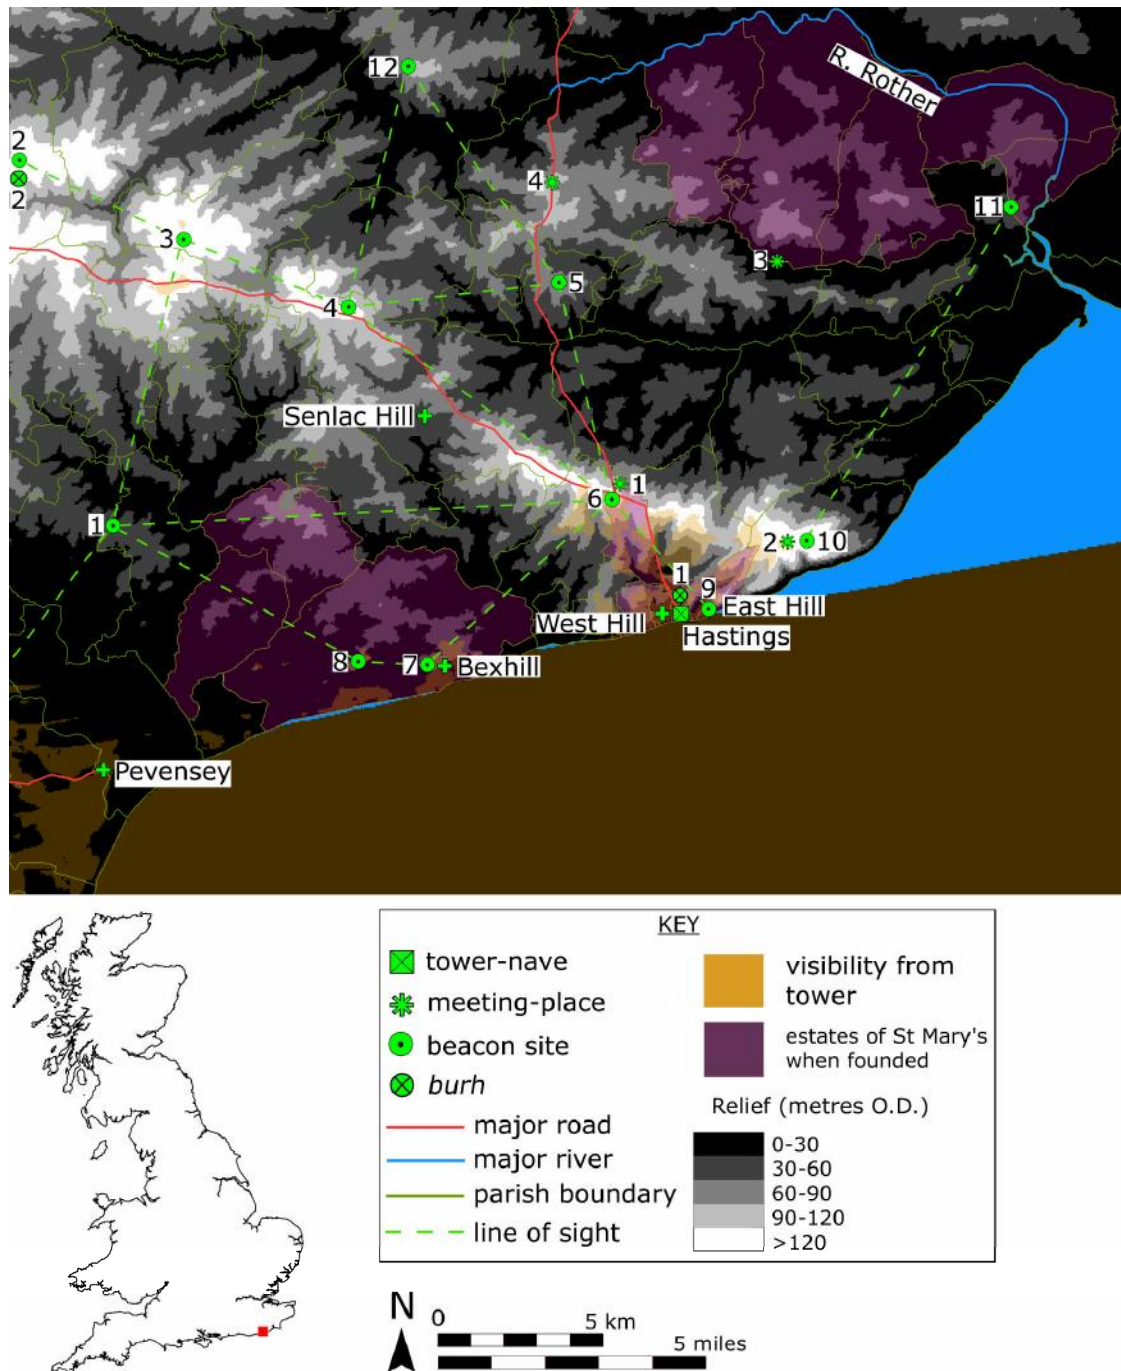 12
R. Rother
2
2
4
11
3
3
5
4
Senlac Hill
1
6
1
2
10
1
9
East Hill
West Hill
Hastings
8
7
Bexhill
Pevensey
KEY
tower-nave
meeting-place
beacon site
burh
major road
major river
parish boundary
line of sight
visibility from
tower
estates of St Mary's
when founded
Relief (metres O.D.)
0-30
30-60
60-90
90-120
>120
N
0
5 km
5 miles